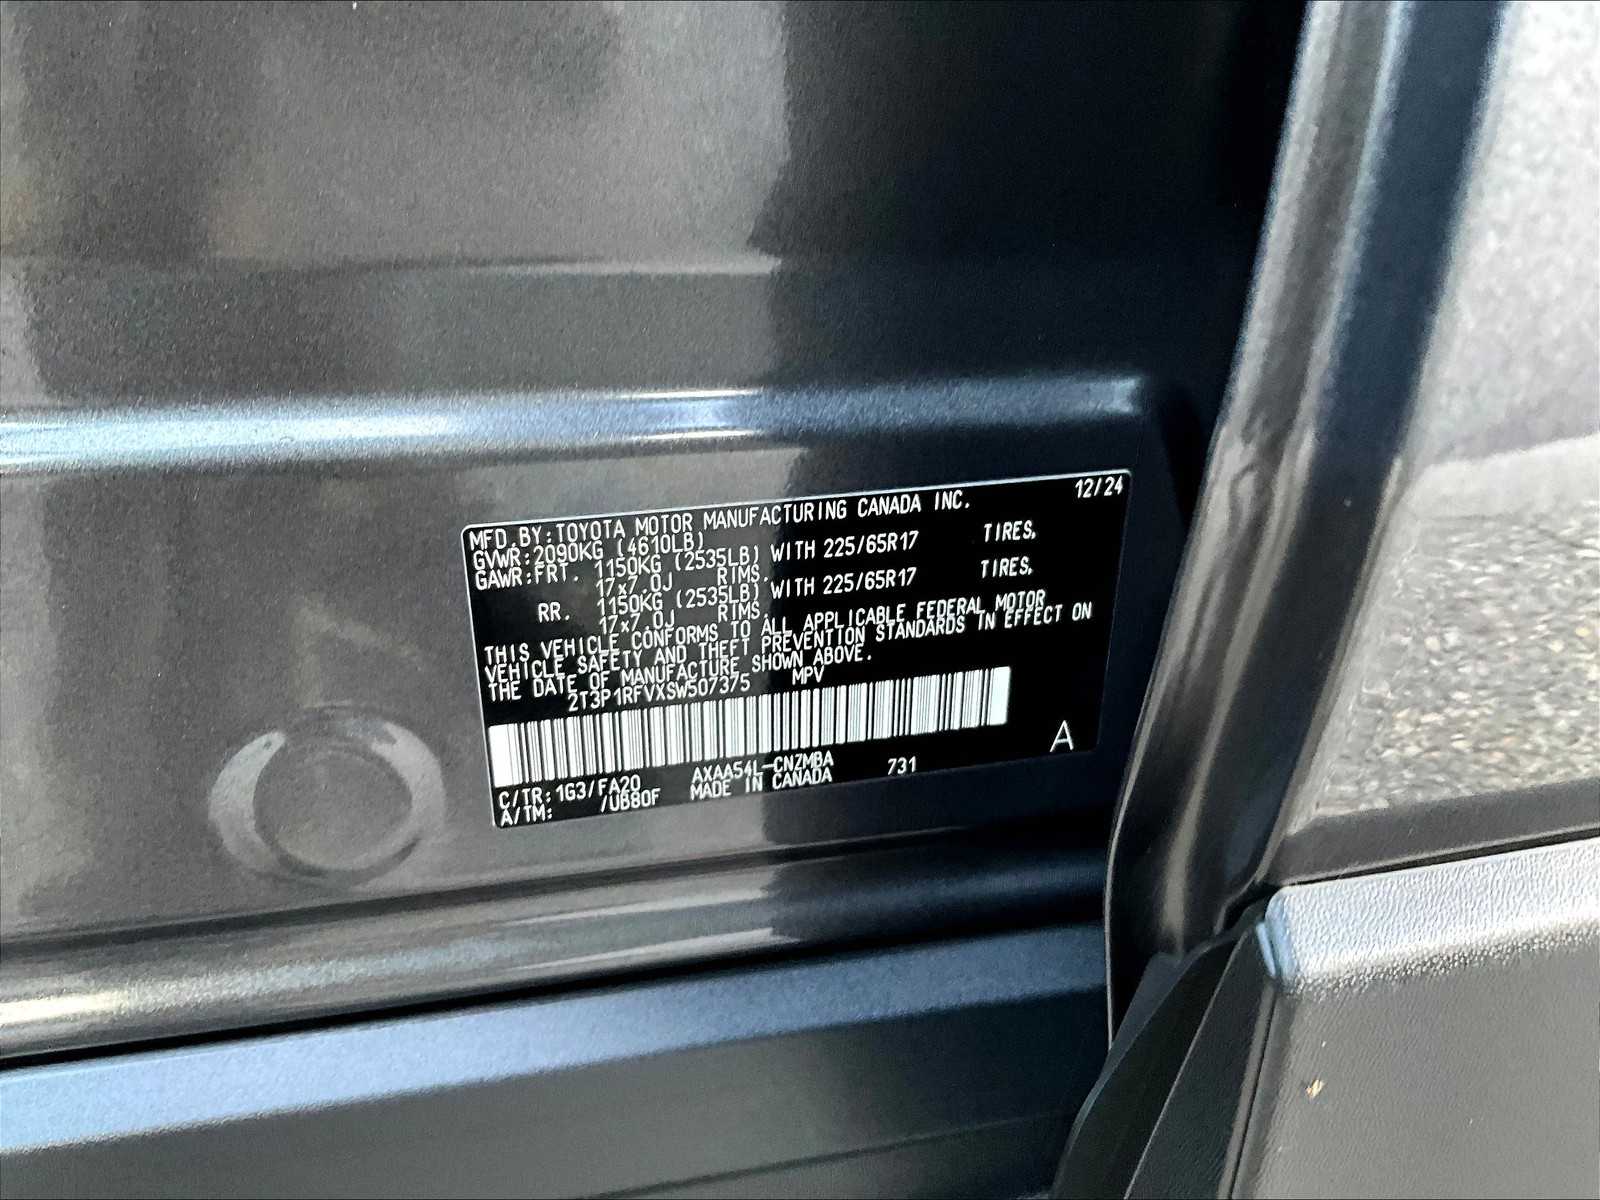 12/24
MFD. BY: TOYOTA MOTOR MANUFACTURING CANADA INC.
GVWR: 2090KG (4610LB)
GAWR: FRT. 1150KG (2535LB) WITH 225/65R17 TIRES,
17x7.0J RIMS.
RR. 1150KG (2535LB) WITH 225/65R17 TIRES,
17x7.0J RIMS.
THIS VEHICLE CONFORMS TO ALL APPLICABLE FEDERAL MOTOR
VEHICLE SAFETY AND THEFT PREVENTION STANDARDS IN EFFECT ON
THE DATE OF MANUFACTURE SHOWN ABOVE.
2T3P1RFVXSW507375 MPV
A
C/TR: 1G3/FA20 AXAA54L-CNZMBA 731
A/TM: /UB80F MADE IN CANADA